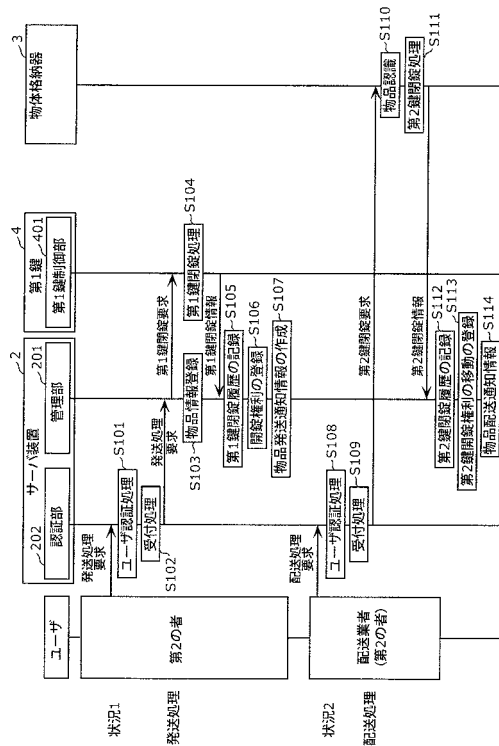 ユーザ
サーバ装置
2
202
認証部
201
管理部
4
第1鍵
401
第1鍵制御部
3
物体格納器
状況1
発送処理
第2の者
発送処理
要求
ユーザ認証処理
S101
受付処理
S102
発送処理
要求
S103
物品情報登録
第1鍵閉錠要求
第1鍵閉錠処理
S104
第1鍵閉錠情報
第1鍵閉錠履歴の記録
S105
開錠権利の登録
S106
物品発送通知情報の作成
S107
状況2
配送処理
配送業者
(第2の者)
配送処理
要求
ユーザ認証処理
S108
受付処理
S109
第2鍵閉錠要求
物品認識
S110
第2鍵閉錠処理
S111
第2鍵閉錠情報
第2鍵閉錠履歴の記録
S112
第2鍵開錠権利の移動の登録
S113
物品配送通知情報
S114